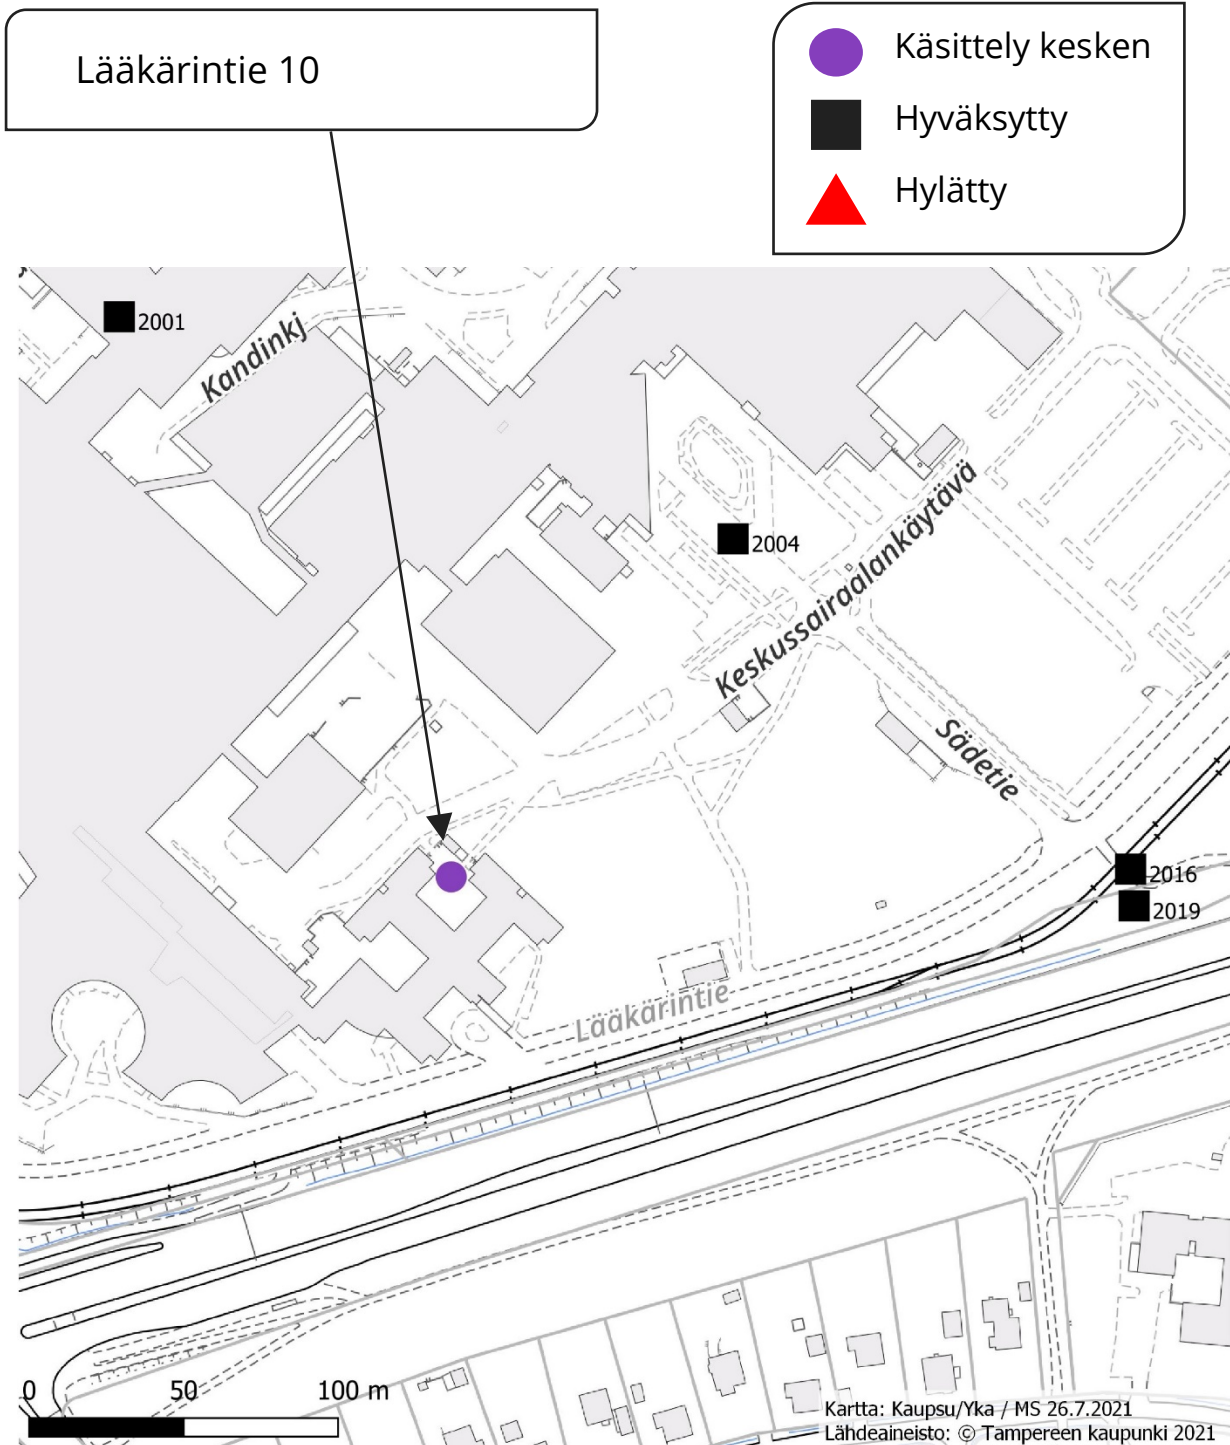 Lääkärintie 10
Käsittely kesken
Hyväksytty
Hylätty
2001
Kandinkj
2004
Keskussairaalankäytävä
Sädetie
2016
2019
Lääkärintie
0 50 100 m
Kartta: Kaupsu/Yka / MS 26.7.2021
Lähdeaineisto: © Tampereen kaupunki 2021